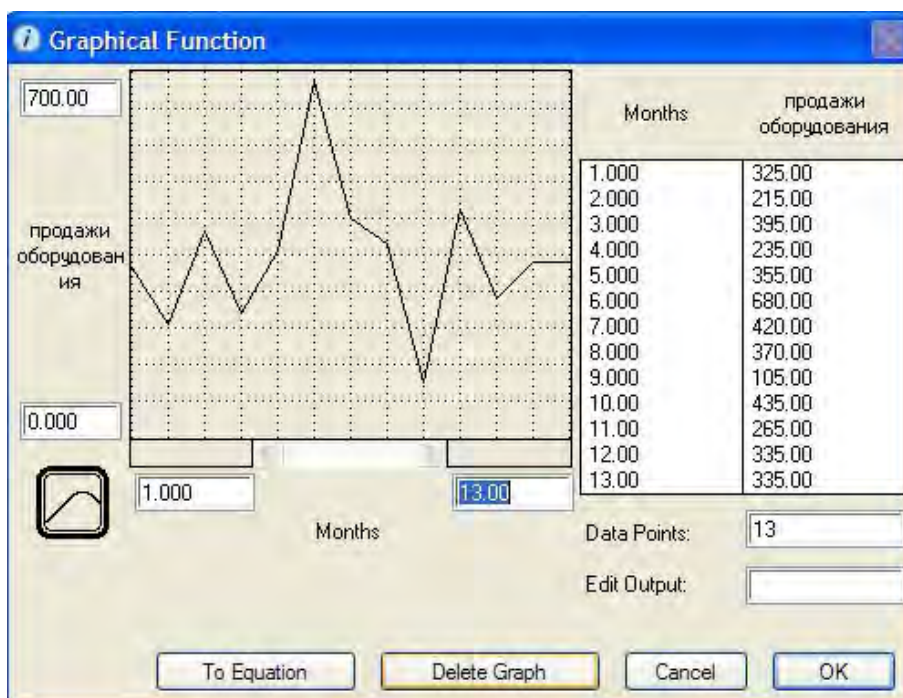 Graphical Function
700.00
продажи
оборудован
ия
0.000
1.000
13.00
Months
Months продажи
оборудования
1.000 325.00
2.000 215.00
3.000 395.00
4.000 235.00
5.000 355.00
6.000 680.00
7.000 420.00
8.000 370.00
9.000 105.00
10.00 435.00
11.00 265.00
12.00 335.00
13.00 335.00
Data Points: 13
Edit Output:
To Equation Delete Graph Cancel OK